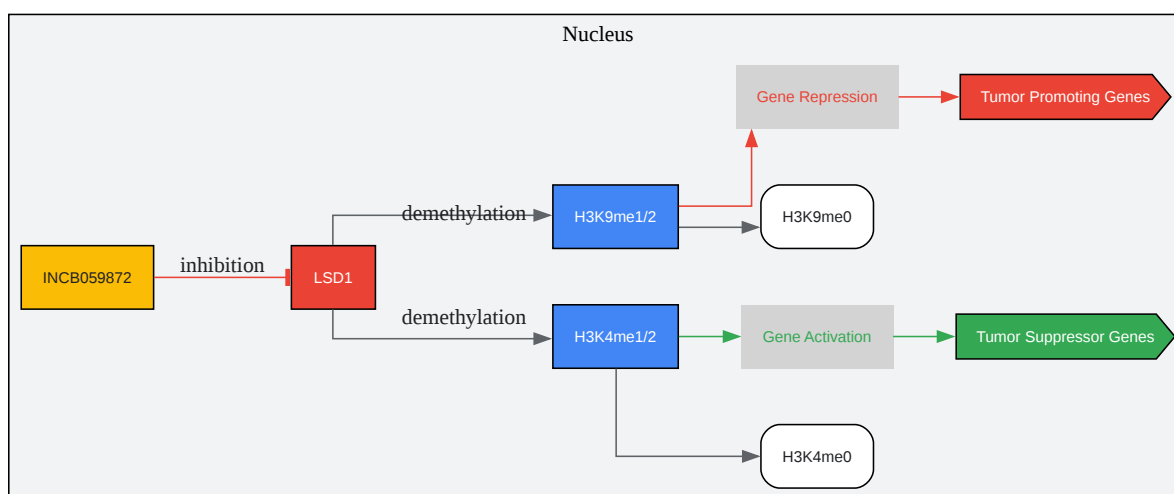 Nucleus
Gene Repression
Tumor Promoting Genes
demethylation
H3K9me1/2
H3K9me0
INCB059872
inhibition
LSD1
demethylation
H3K4me1/2
Gene Activation
Tumor Suppressor Genes
H3K4me0